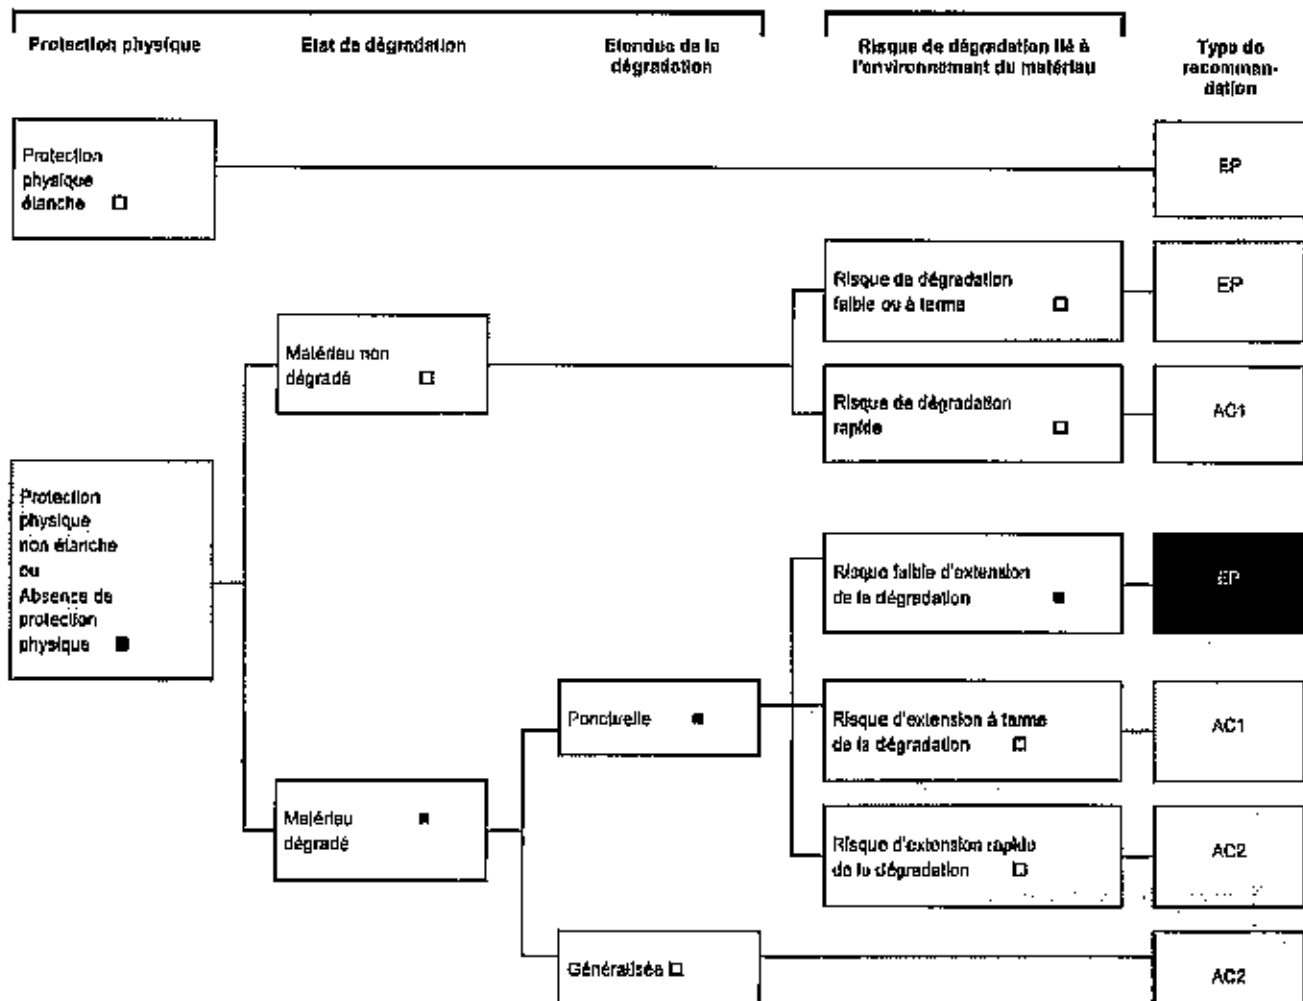 Protection physique
Etat de dégradation
Etendue de la
dégradation
Risque de dégradation lié à
l'environnement du matériau
Type de
recomman-
dation
Protection
physique
étanche □
EP
Risque de dégradation
faible ou à terme □
EP
Matériau non
dégradé □
Risque de dégradation
rapide □
AC1
Protection
physique
non étanche
ou
Absence de
protection
physique ■
Risque faible d'extension
de la dégradation ■
EP
Ponctuelle ■
Risque d'extension à terme
de la dégradation □
AC1
Matériau ■
dégradé
Risque d'extension rapide
de la dégradation □
AC2
Généralisée □
AC2